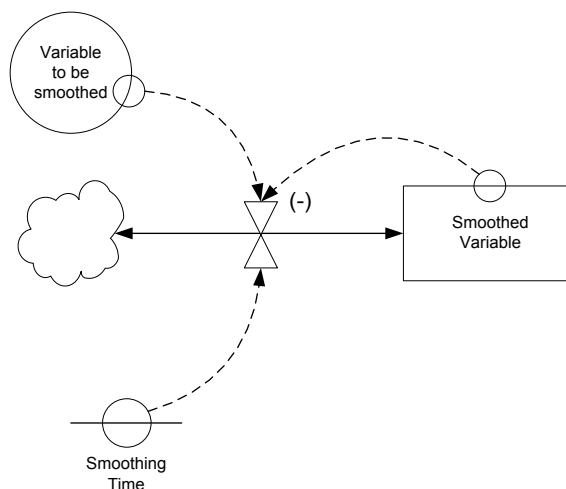 Variable
to be
smoothed
(-)
Smoothed
Variable
Smoothing
Time